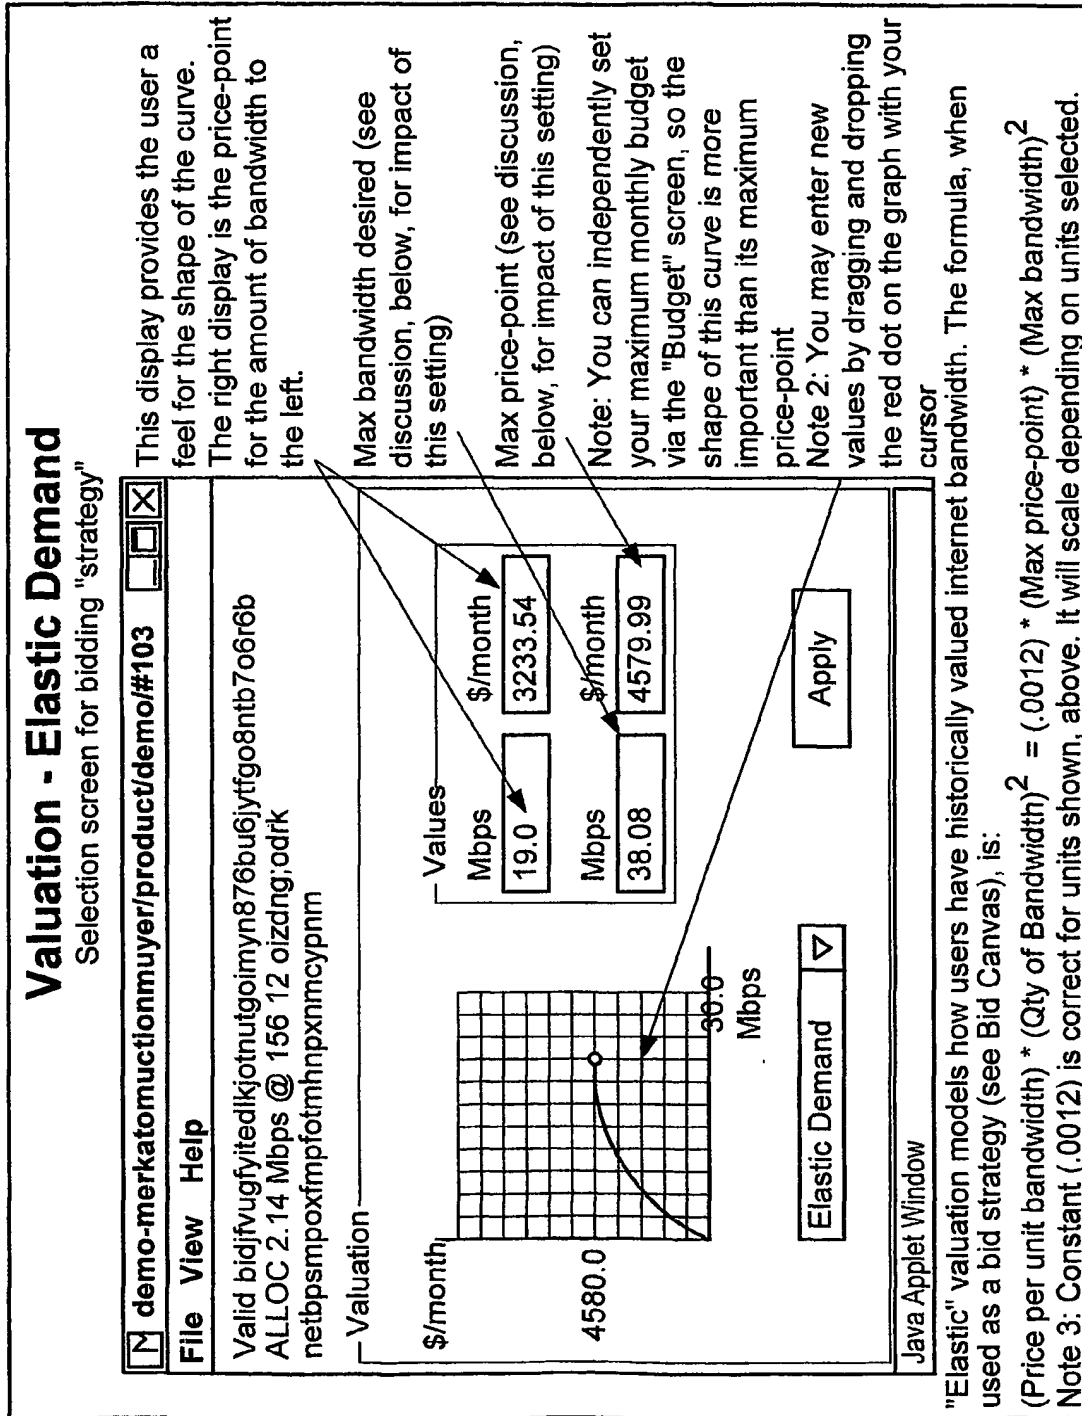 Valuation - Elastic Demand
Selection screen for bidding "strategy"
demo-merkatomuctionmuyer/product/demo/#103
File View Help
Valid bidjfvugfyitedlkjotnutgoimyn876bu6jytfgo8ntb7o6r6b
ALLOC 2.14 Mbps @ 156 12 oizdng;odrk
netbpsmpoxfmpfotmhnpxnmcypnm
Valuation
$/month
4580.0
30.0
Mbps
Elastic Demand
Values
Mbps $/month
19.0 3233.54
Mbps $/month
38.08 4579.99
Apply
Java Applet Window
This display provides the user a
feel for the shape of the curve.
The right display is the price-point
for the amount of bandwidth to
the left.
Max bandwidth desired (see
discussion, below, for impact of
this setting)
Max price-point (see discussion,
below, for impact of this setting)
Note: You can independently set
your maximum monthly budget
via the "Budget" screen, so the
shape of this curve is more
important than its maximum
price-point
Note 2: You may enter new
values by dragging and dropping
the red dot on the graph with your
cursor
"Elastic" valuation models how users have historically valued internet bandwidth. The formula, when
used as a bid strategy (see Bid Canvas), is:
(Price per unit bandwidth) * (Qty of Bandwidth)² = (.0012) * (Max price-point) * (Max bandwidth)²
Note 3: Constant (.0012) is correct for units shown, above. It will scale depending on units selected.